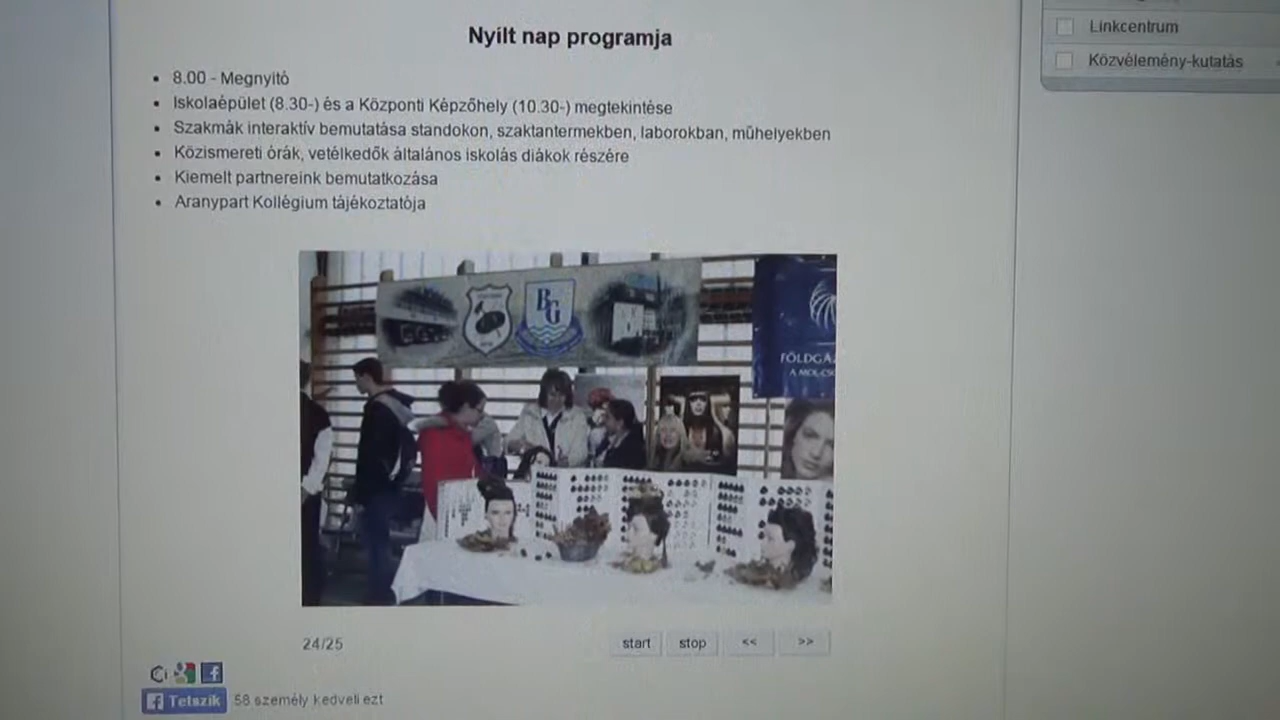 Linkcentrum
Közvélemény-kutatás
Nyílt nap programja
• 8.00 - Megnyitó
• Iskolaépület (8.30-) és a Központi Képzőhely (10.30-) megtekintése
• Szakmák interaktív bemutatása standokon, szaktantermekben, laborokban, műhelyekben
• Közismereti órák, vetélkedők általános iskolás diákok részére
• Kiemelt partnereink bemutatkozása
• Aranypart Kollégium tájékoztatója
BG
FÖLDGÁ
A MOL-CS
24/25
start stop << >>
Tetszik 58 személy kedveli ezt